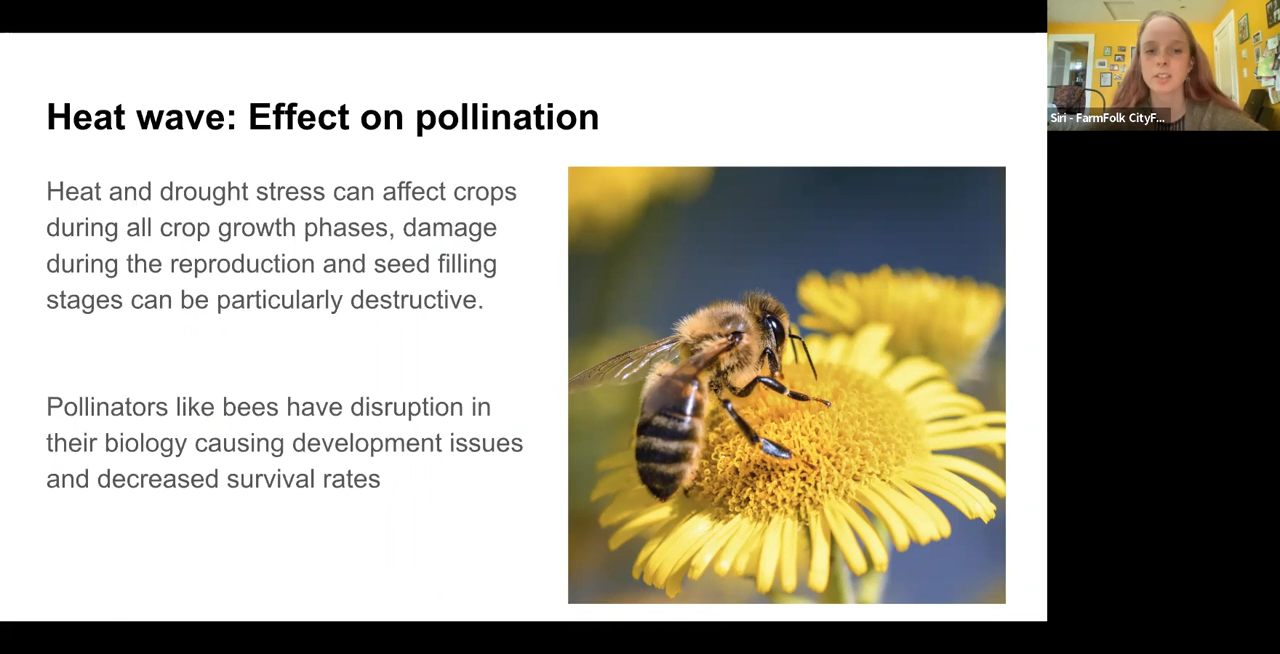 Heat wave: Effect on pollination
Heat and drought stress can affect crops
during all crop growth phases, damage
during the reproduction and seed filling
stages can be particularly destructive.
Pollinators like bees have disruption in
their biology causing development issues
and decreased survival rates
Siri - FarmFolk CityF...